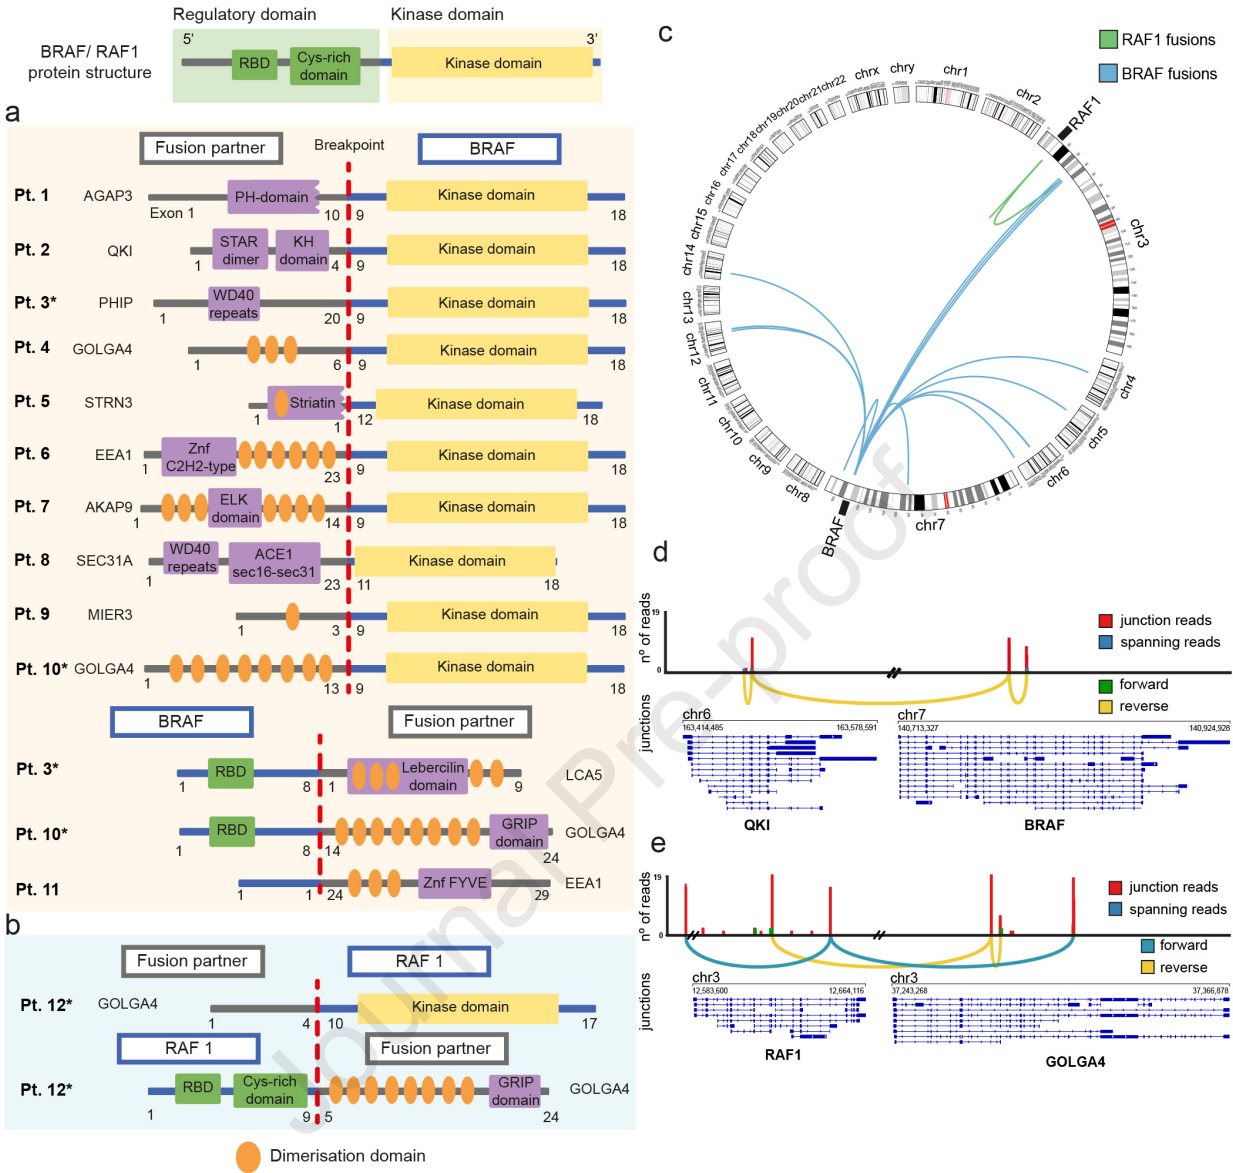 Regulatory domain
Kinase domain
5'
3'
BRAF/ RAF1
protein structure
RBD
Cys-rich
domain
Kinase domain
a
Fusion partner
Breakpoint
BRAF
Pt. 1
AGAP3
PH-domain
Kinase domain
Exon 1
10
9
18
Pt. 2
QKI
STAR
dimer
KH
domain
Kinase domain
1
4
9
18
Pt. 3*
PHIP
WD40
repeats
Kinase domain
1
20
9
18
Pt. 4
GOLGA4
Kinase domain
1
6
9
18
Pt. 5
STRN3
Striatin
Kinase domain
1
1
12
18
Pt. 6
EEA1
Znf
C2H2-type
Kinase domain
1
23
9
18
Pt. 7
AKAP9
ELK
domain
Kinase domain
1
14
9
18
Pt. 8
SEC31A
WD40
repeats
ACE1
sec16-sec31
Kinase domain
1
23
11
18
Pt. 9
MIER3
Kinase domain
1
3
9
18
Pt. 10*
GOLGA4
Kinase domain
1
13
9
18
BRAF
Fusion partner
Pt. 3*
RBD
Lebercilin
domain
LCA5
1
8
1
9
Pt. 10*
RBD
GRIP
domain
GOLGA4
1
8
14
24
Pt. 11
Znf FYVE
EEA1
1
1
24
29
b
Fusion partner
RAF 1
Pt. 12*
GOLGA4
Kinase domain
1
4
10
17
RAF 1
Fusion partner
Pt. 12*
RBD
Cys-rich
domain
GRIP
domain
GOLGA4
1
9
5
24
Dimerisation domain
c
RAF1 fusions
BRAF fusions
chr1
chr2
RAF1
chr3
chr4
chr5
chr6
chr7
BRAF
chr8
chr9
chr10
chr11
chr12
chr13
chr14
chr15
chr16
chr17
chr18
chr19
chr20
chr21
chr22
chrx
chry
d
19
nº of reads
0
junction reads
spanning reads
forward
reverse
junctions
chr6
163,414,485
163,578,591
chr7
140,713,327
140,924,928
QKI
BRAF
e
19
nº of reads
0
junction reads
spanning reads
forward
reverse
junctions
chr3
12,583,600
12,664,116
chr3
37,243,268
37,366,878
RAF1
GOLGA4
Journal Pre-proof